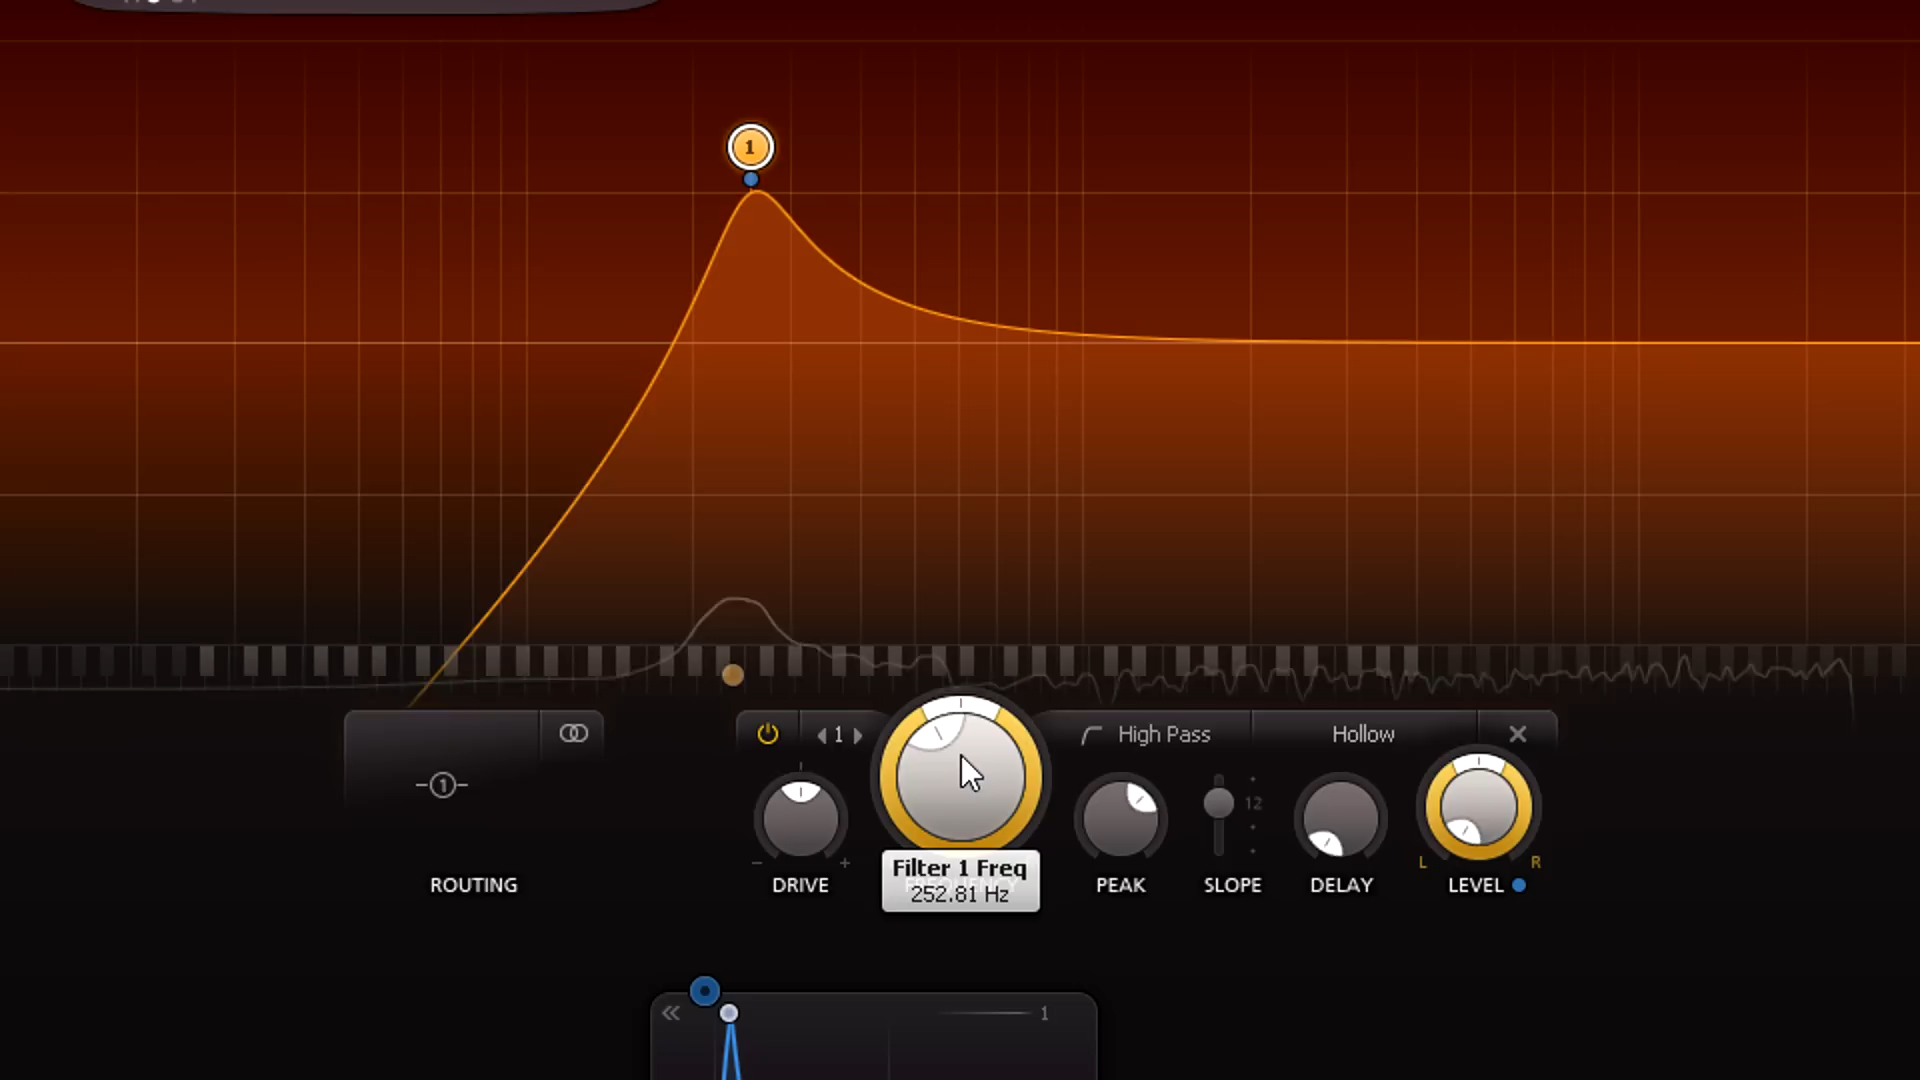 1
1
High Pass
Hollow
1
12
Filter 1 Freq
252.81 Hz
L
R
ROUTING
DRIVE
PEAK
SLOPE
DELAY
LEVEL
1